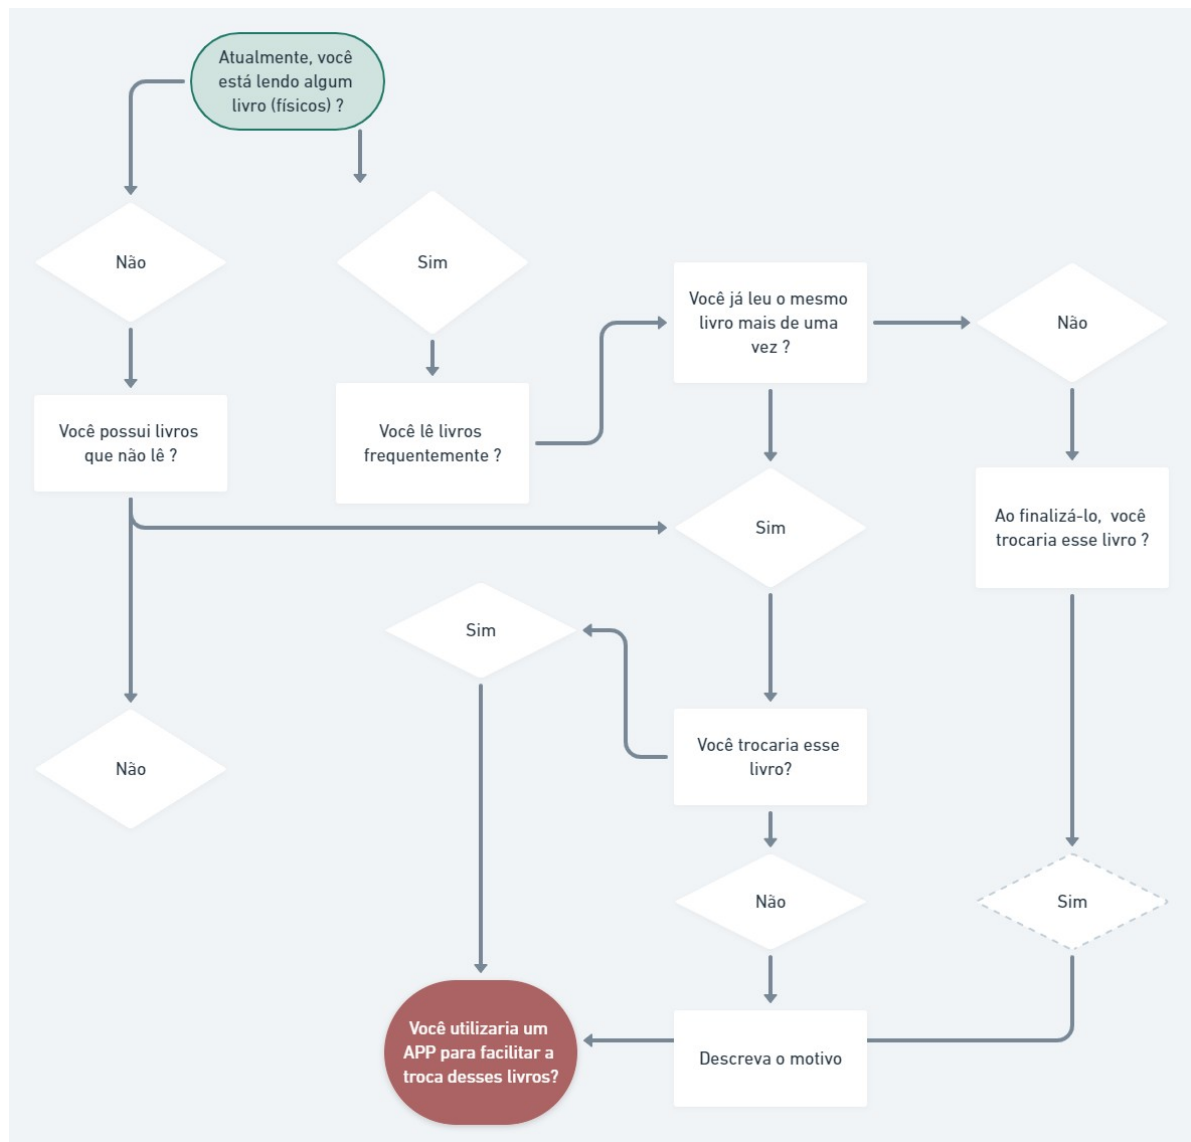 Atualmente, você
está lendo algum
livro (físicos) ?
Não
Sim
Você já leu o mesmo
livro mais de uma
vez ?
Não
Você possui livros
que não lê ?
Você lê livros
frequentemente ?
Sim
Ao finalizá-lo, você
trocaria esse livro ?
Sim
Não
Você trocaria esse
livro?
Não
Sim
Você utilizaria um
APP para facilitar a
troca desses livros?
Descreva o motivo